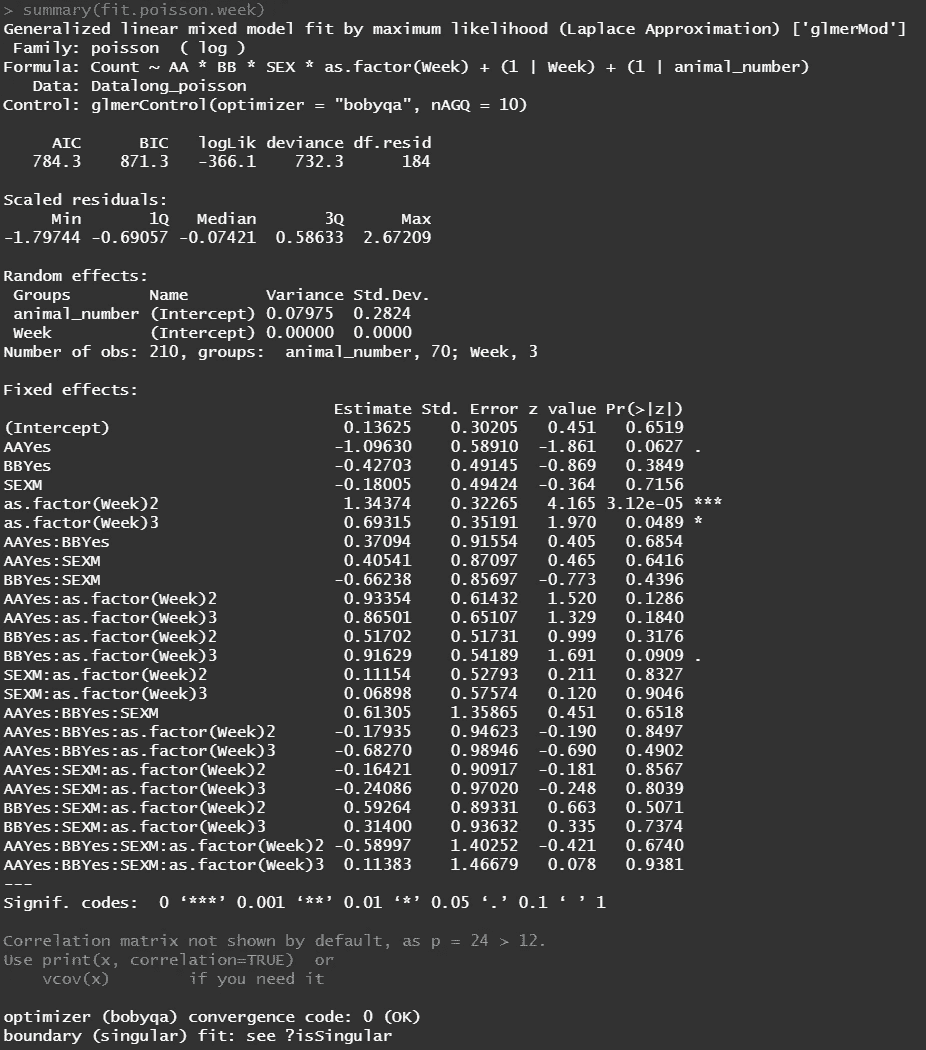 > summary(fit.poisson.week)
Generalized linear mixed model fit by maximum likelihood (Laplace Approximation) ['glmerMod']
 Family: poisson  ( log )
Formula: Count ~ AA * BB * SEX * as.factor(Week) + (1 | Week) + (1 | animal_number)
   Data: Datalong_poisson
Control: glmerControl(optimizer = "bobyqa", nAGQ = 10)

     AIC      BIC   logLik deviance df.resid
   784.3    871.3   -366.1    732.3      184

Scaled residuals:
     Min       1Q   Median       3Q      Max
-1.79744 -0.69057 -0.07421  0.58633  2.67209

Random effects:
 Groups        Name        Variance Std.Dev.
 animal_number (Intercept) 0.07975  0.2824
 Week          (Intercept) 0.00000  0.0000
Number of obs: 210, groups:  animal_number, 70; Week, 3

Fixed effects:
                                Estimate Std. Error z value Pr(>|z|)
(Intercept)                      0.13625    0.30205   0.451   0.6519
AAYes                           -1.09630    0.58910  -1.861   0.0627 .
BBYes                           -0.42703    0.49145  -0.869   0.3849
SEXM                            -0.18005    0.49424  -0.364   0.7156
as.factor(Week)2                 1.34374    0.32265   4.165 3.12e-05 ***
as.factor(Week)3                 0.69315    0.35191   1.970   0.0489 *
AAYes:BBYes                      0.37094    0.91554   0.405   0.6854
AAYes:SEXM                       0.40541    0.87097   0.465   0.6416
BBYes:SEXM                      -0.66238    0.85697  -0.773   0.4396
AAYes:as.factor(Week)2           0.93354    0.61432   1.520   0.1286
AAYes:as.factor(Week)3           0.86501    0.65107   1.329   0.1840
BBYes:as.factor(Week)2           0.51702    0.51731   0.999   0.3176
BBYes:as.factor(Week)3           0.91629    0.54189   1.691   0.0909 .
SEXM:as.factor(Week)2            0.11154    0.52793   0.211   0.8327
SEXM:as.factor(Week)3            0.06898    0.57574   0.120   0.9046
AAYes:BBYes:SEXM                 0.61305    1.35865   0.451   0.6518
AAYes:BBYes:as.factor(Week)2    -0.17935    0.94623  -0.190   0.8497
AAYes:BBYes:as.factor(Week)3    -0.68270    0.98946  -0.690   0.4902
AAYes:SEXM:as.factor(Week)2     -0.16421    0.90917  -0.181   0.8567
AAYes:SEXM:as.factor(Week)3     -0.24086    0.97020  -0.248   0.8039
BBYes:SEXM:as.factor(Week)2      0.59264    0.89331   0.663   0.5071
BBYes:SEXM:as.factor(Week)3      0.31400    0.93632   0.335   0.7374
AAYes:BBYes:SEXM:as.factor(Week)2 -0.58997    1.40252  -0.421   0.6740
AAYes:BBYes:SEXM:as.factor(Week)3  0.11383    1.46679   0.078   0.9381
---
Signif. codes:  0 ‘***’ 0.001 ‘**’ 0.01 ‘*’ 0.05 ‘.’ 0.1 ‘ ’ 1

Correlation matrix not shown by default, as p = 24 > 12.
Use print(x, correlation=TRUE)  or
    vcov(x)        if you need it

optimizer (bobyqa) convergence code: 0 (OK)
boundary (singular) fit: see ?isSingular